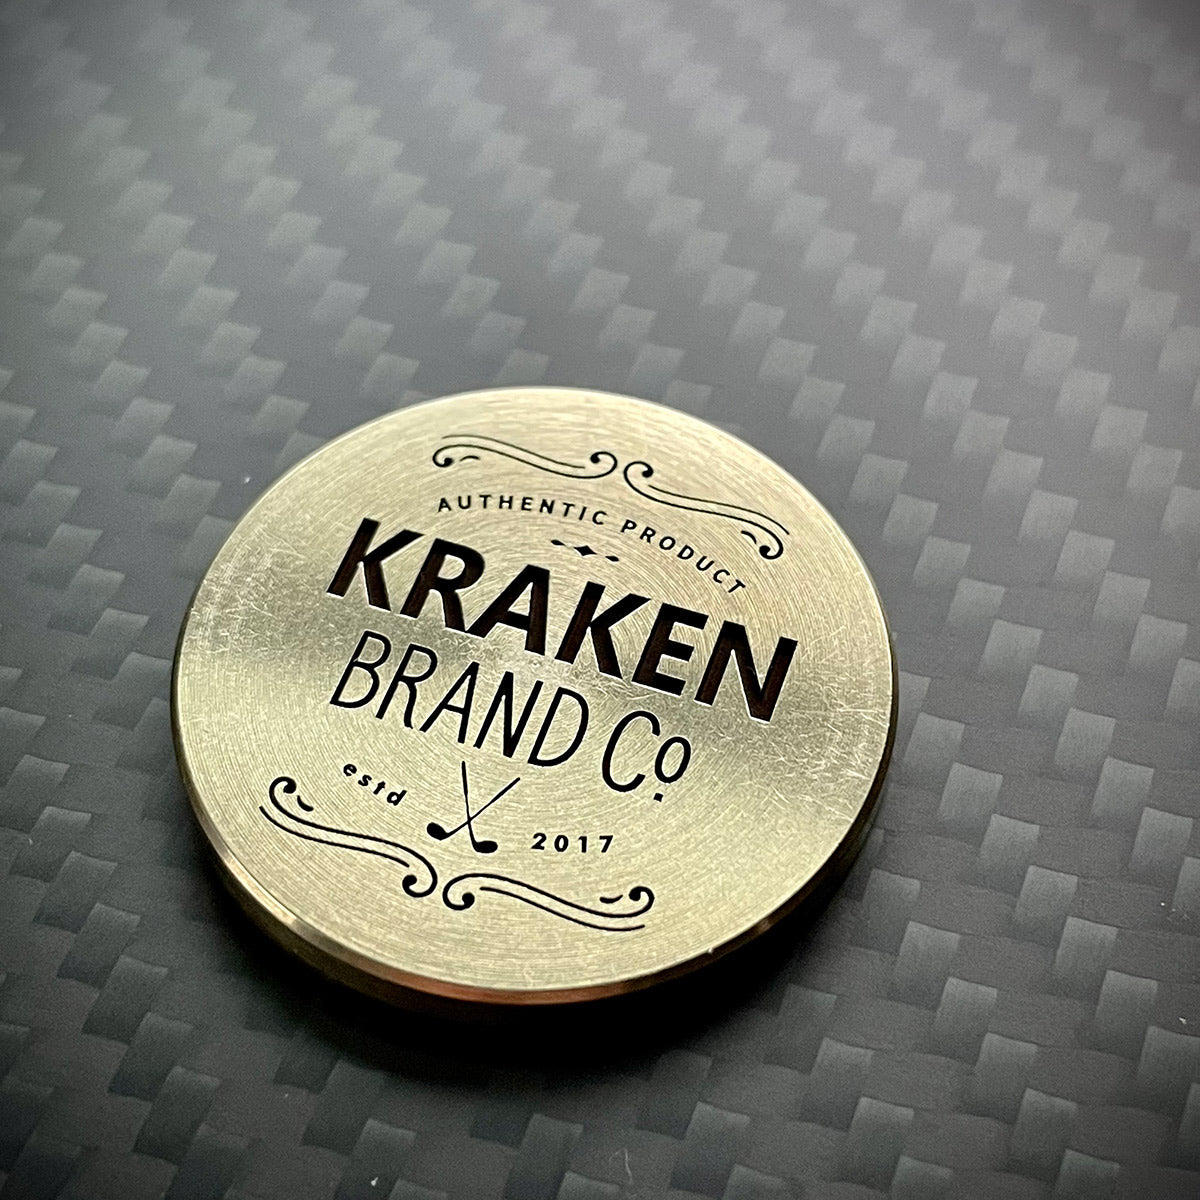 AUTHENTIC PRODUCT
KRAKEN
BRAND Co.
estd 2017